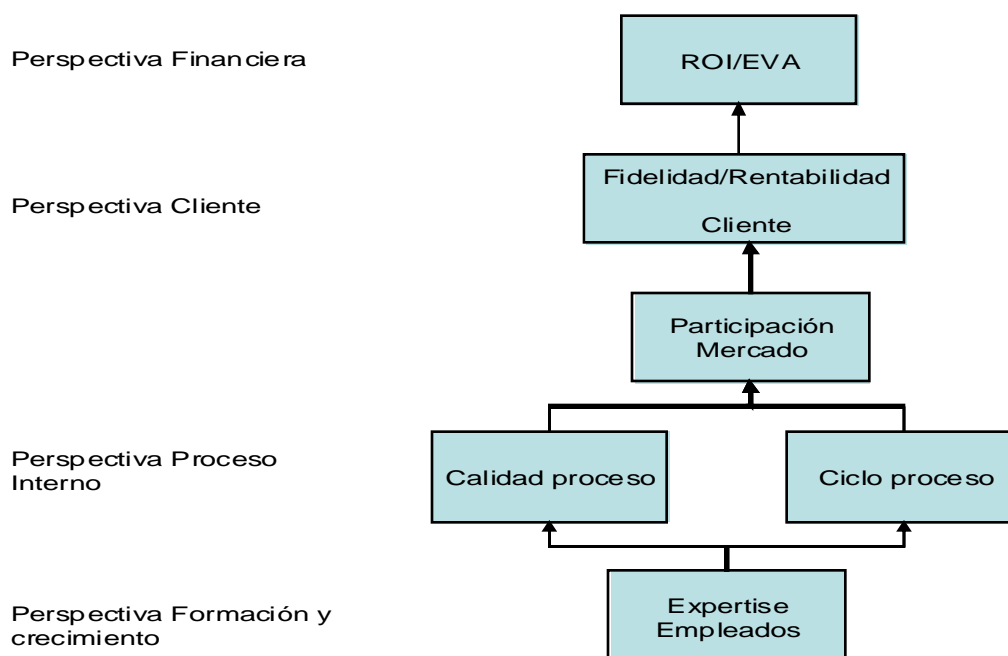 Perspectiva Financiera
ROI/EVA
Perspectiva Cliente
Fidelidad/Rentabilidad
Cliente
Participación
Mercado
Perspectiva Proceso
Interno
Calidad proceso
Ciclo proceso
Perspectiva Formación y
crecimiento
Expertise
Empleados